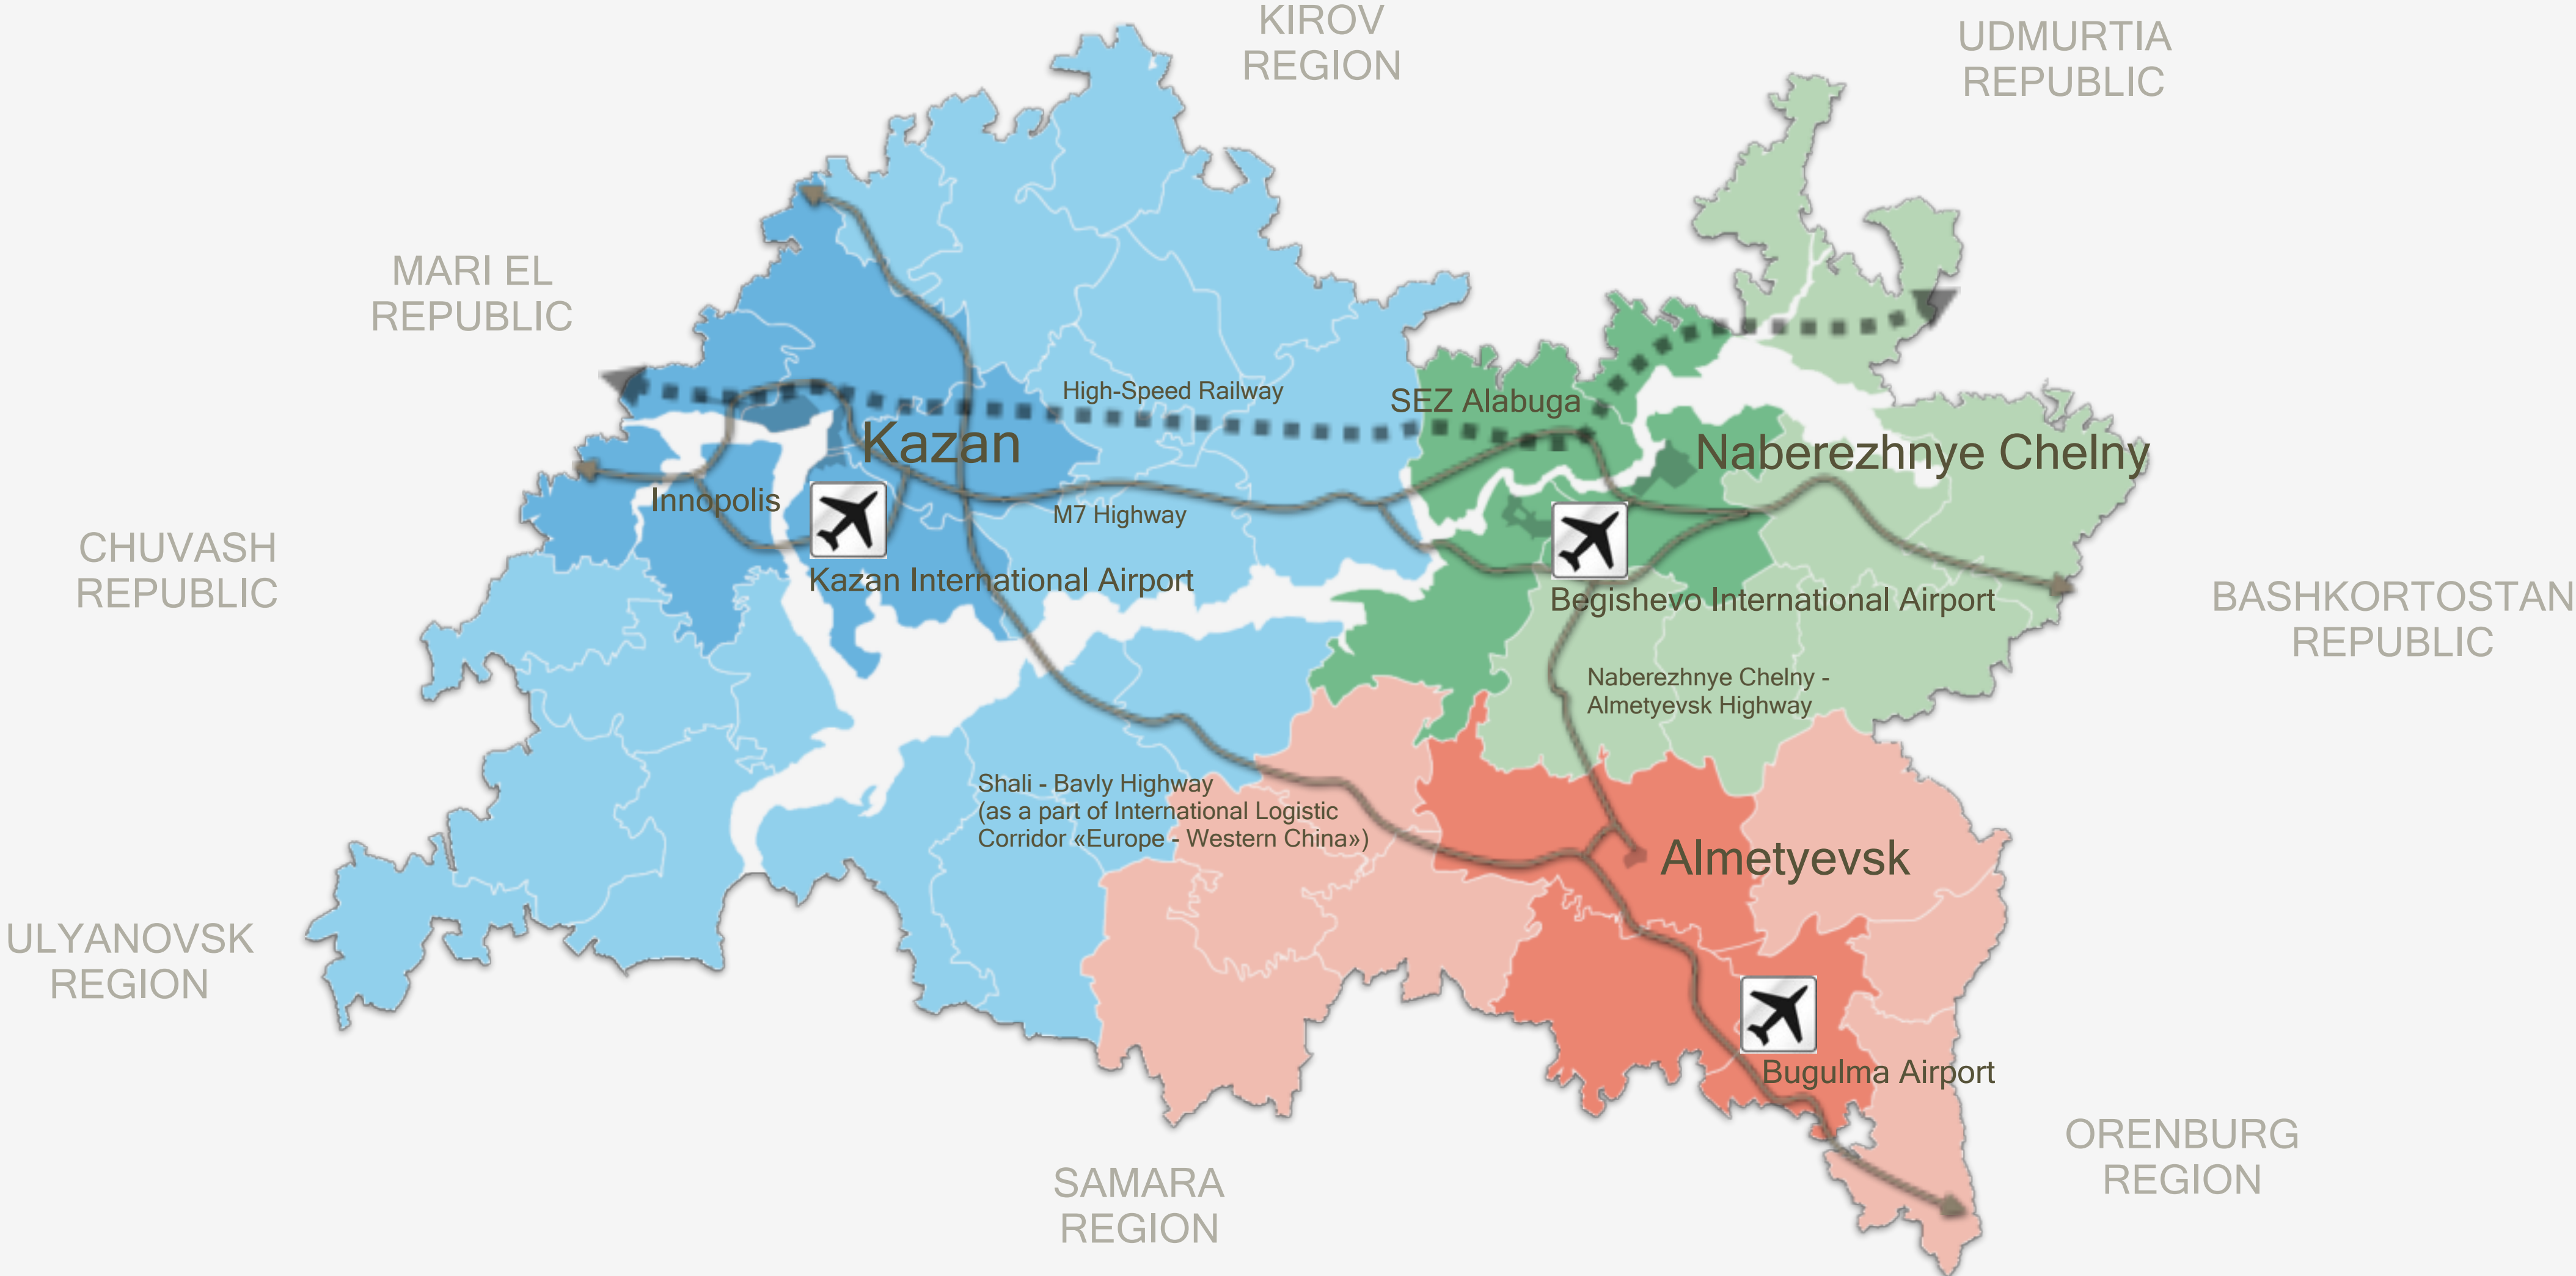 KIROV
REGION
UDMURTIA
REPUBLIC
MARI EL
REPUBLIC
High-Speed Railway
SEZ Alabuga
Kazan
Naberezhnye Chelny
Innopolis
M7 Highway
CHUVASH
REPUBLIC
Kazan International Airport
Begishevo International Airport
BASHKORTOSTAN
REPUBLIC
Naberezhnye Chelny -
Almetyevsk Highway
Shali - Bavly Highway
(as a part of International Logistic
Corridor «Europe - Western China»)
Almetyevsk
ULYANOVSK
REGION
Bugulma Airport
ORENBURG
REGION
SAMARA
REGION